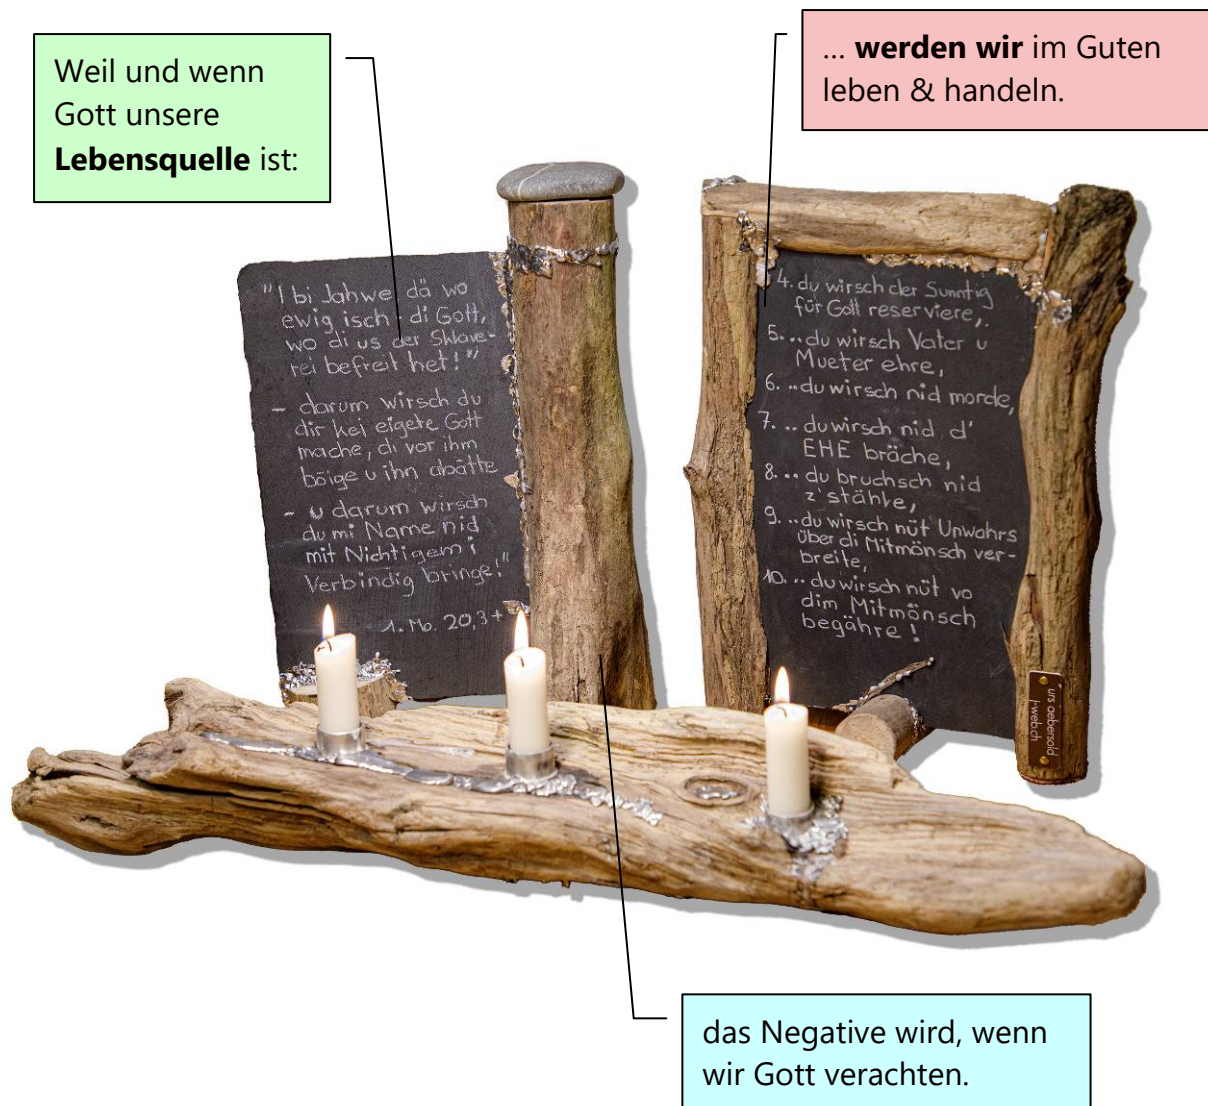 Weil und wenn
Gott unsere
Lebensquelle ist:
... werden wir im Guten
leben & handeln.
"I bi Jahwe, dä wo
ewig isch - di Gott,
wo di us der Sklave-
rei befreit het!"
- darum wirsch du
dir kei eigete Gott
mache, di vor ihm
böige u ihn abätte
- u darum wirsch
du mi Name nid
mit Nichtigem i
Verbindig bringe!"
1. Mo. 20,3+
4. du wirsch der Sunntig
für Gott reserviere,.
5. ..du wirsch Vater u
Mueter ehre,
6. ..du wirsch nid morde,
7. .. du wirsch nid d'
EHE bräche,
8. .. du bruchsch nid
z'stähle,
9. ..du wirsch nüt Unwahrs
über di Mitmönsch ver-
breite,
10. .. du wirsch nüt vo
dim Mitmönsch
begähre!
urs aebersold
das Negative wird, wenn
wir Gott verachten.